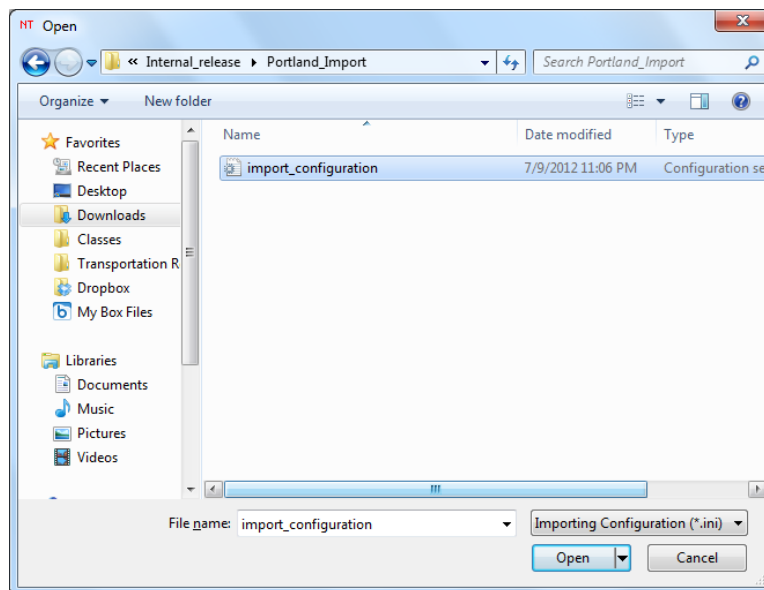 NT Open
« Internal_release Portland_Import
Search Portland_Import
Organize New folder
Name Date modified Type
import_configuration 7/9/2012 11:06 PM Configuration se
Favorites
Recent Places
Desktop
Downloads
Classes
Transportation R
Dropbox
My Box Files
Libraries
Documents
Music
Pictures
Videos
File name: import_configuration Importing Configuration (*.ini)
Open Cancel